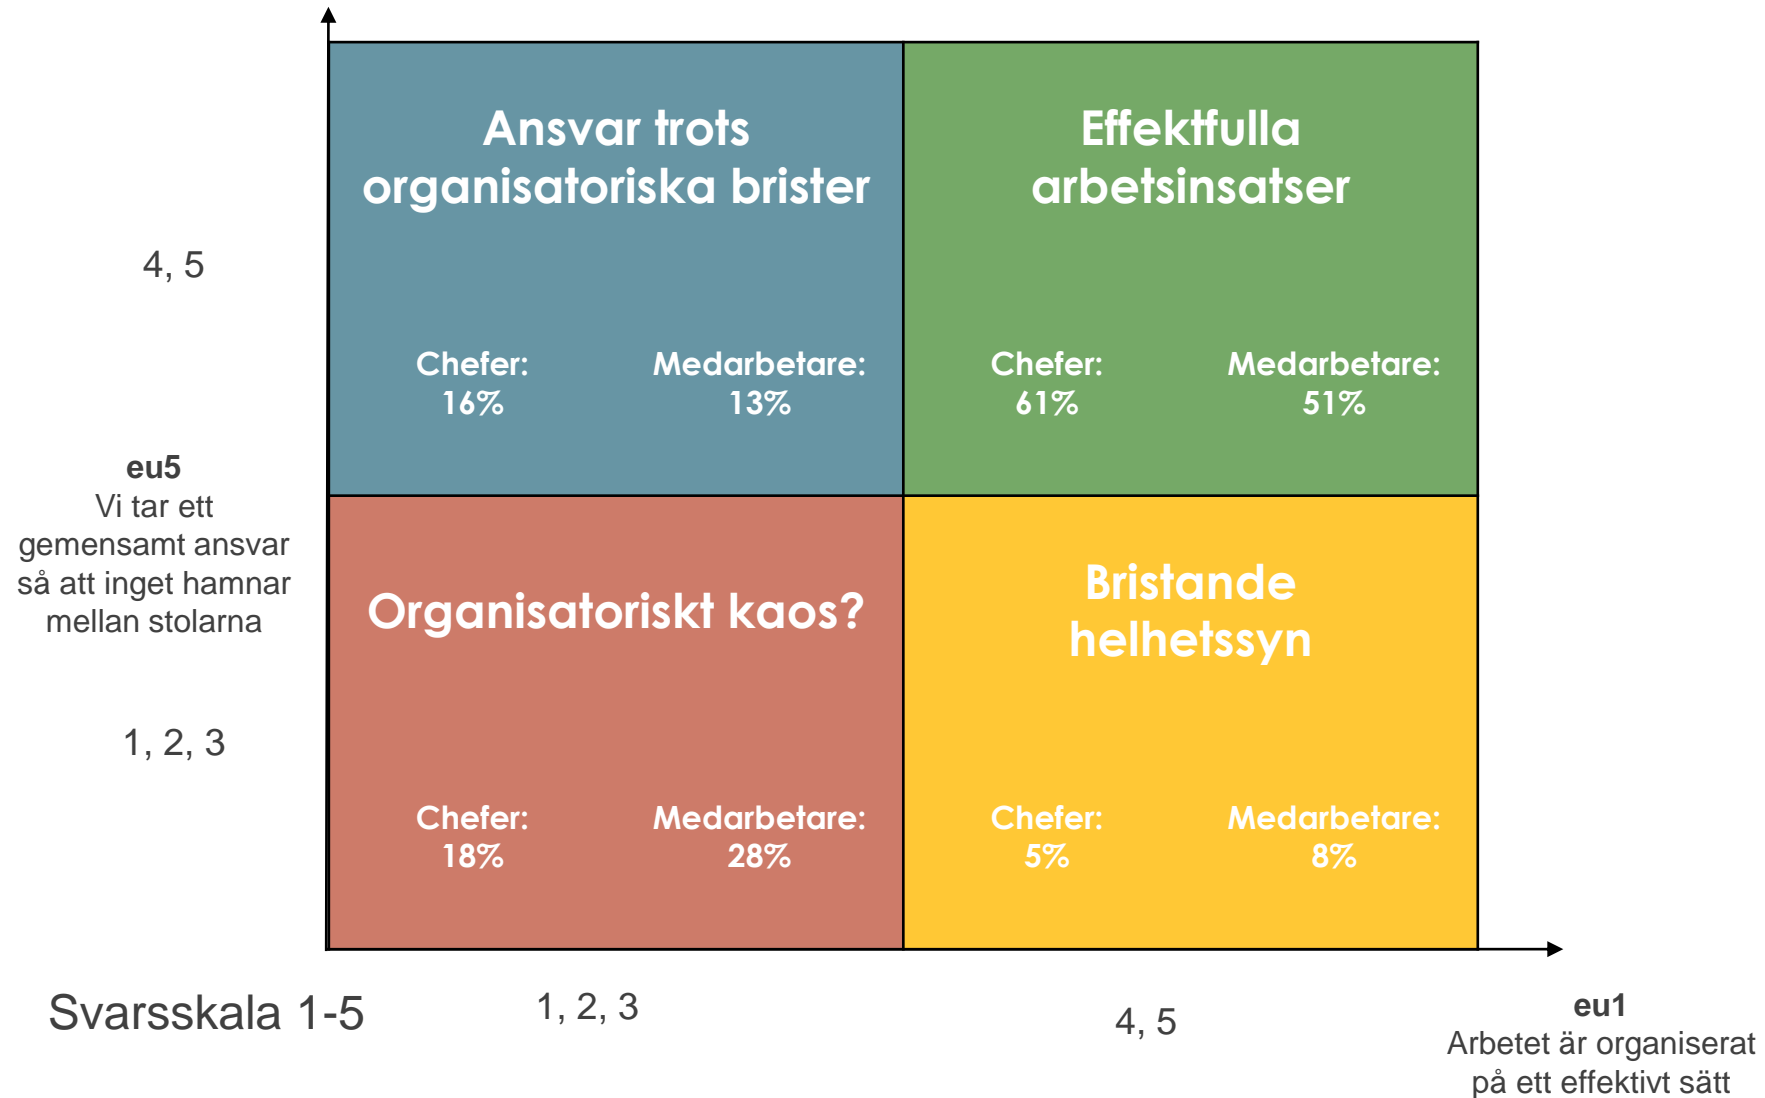 Ansvar trots
organisatoriska brister
Chefer:
16%
Medarbetare:
13%
Effektfulla
arbetsinsatser
Chefer:
61%
Medarbetare:
51%
4, 5
eu5
Vi tar ett
gemensamt ansvar
så att inget hamnar
mellan stolarna
1, 2, 3
Organisatoriskt kaos?
Chefer:
18%
Medarbetare:
28%
Bristande
helhetssyn
Chefer:
5%
Medarbetare:
8%
Svarsskala 1-5
1, 2, 3
4, 5
eu1
Arbetet är organiserat
på ett effektivt sätt